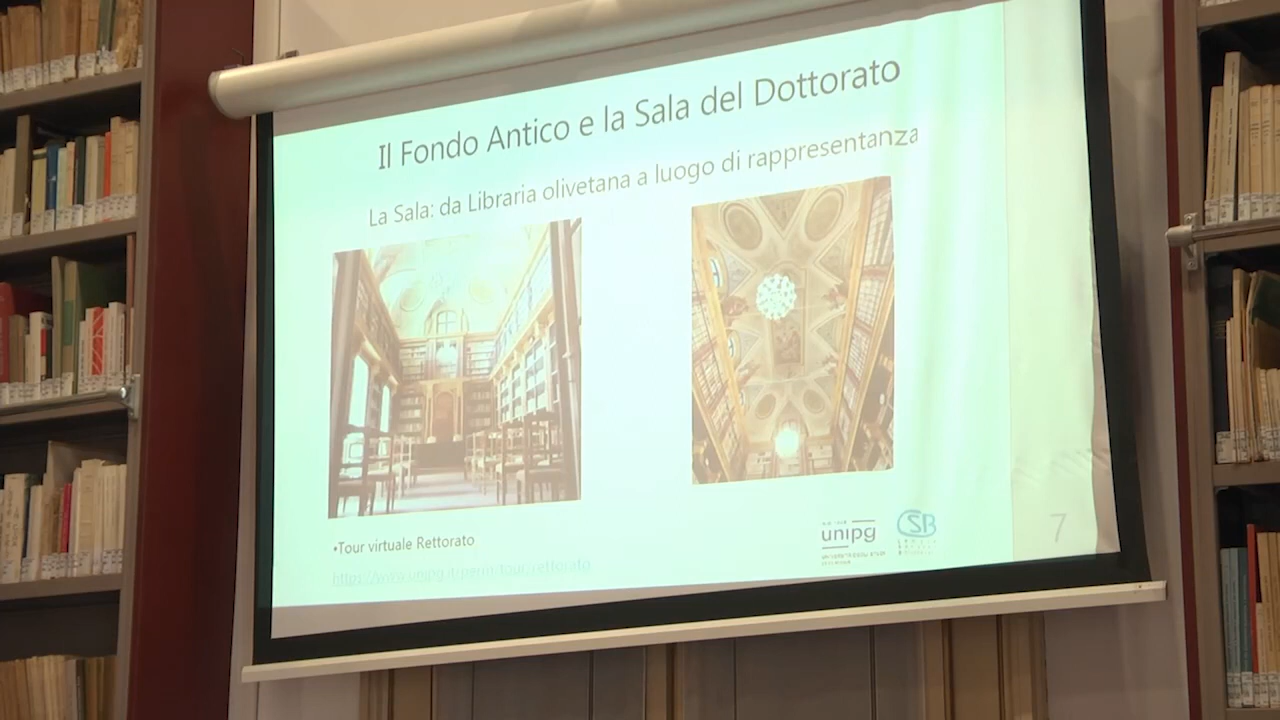 Il Fondo Antico e la Sala del Dottorato
La Sala: da Libraria olivetana a luogo di rappresentanza
•Tour virtuale Rettorato
unipg
CSB
7